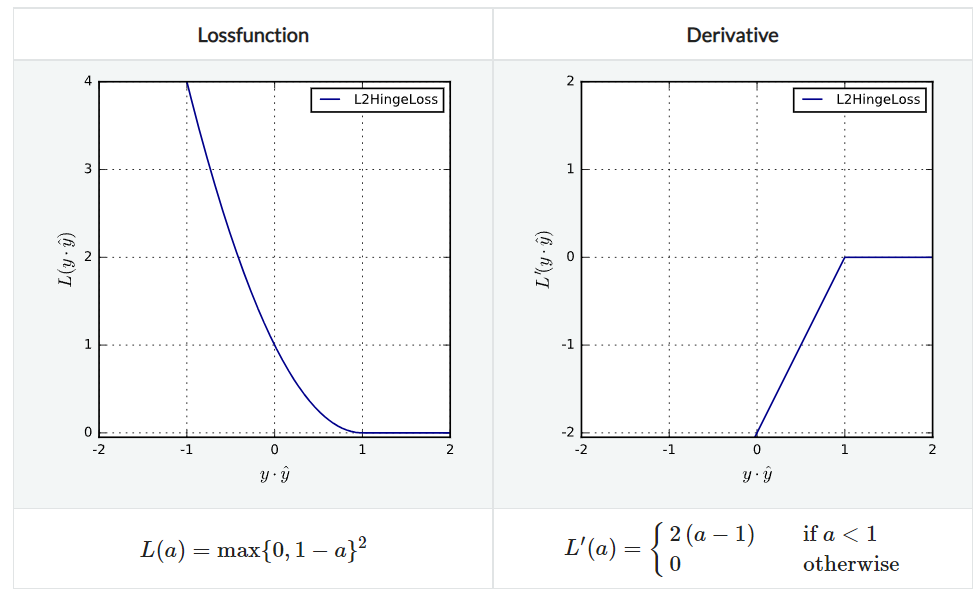 Lossfunction
Derivative
4
3
2
1
0
-2 -1 0 1 2
L(y · ŷ)
y · ŷ
L2HingeLoss
2
1
0
-1
-2
-2 -1 0 1 2
L′(y · ŷ)
y · ŷ
L2HingeLoss
L(a) = max{0, 1 − a}²
L′(a) = { 2 (a − 1) if a < 1
0 otherwise